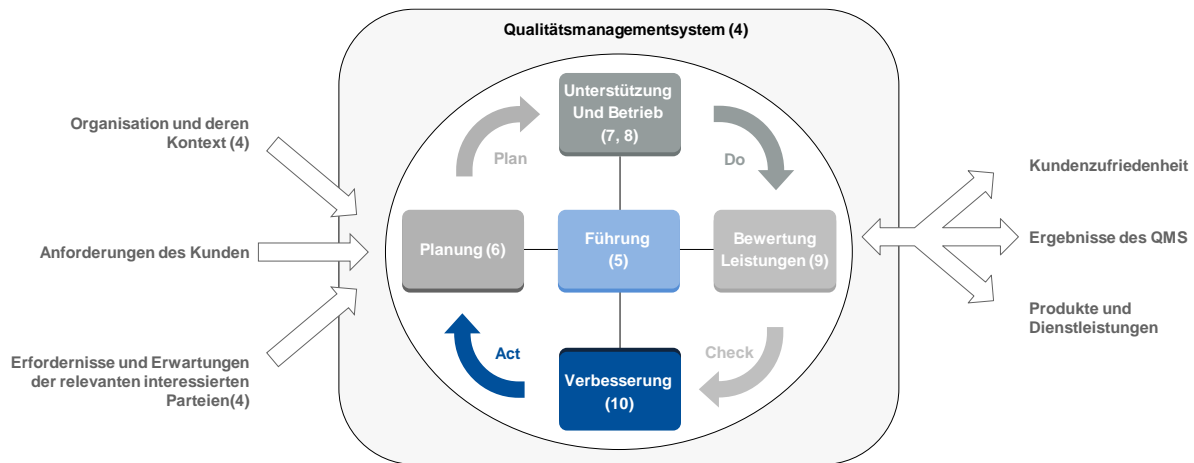 Qualitätsmanagementsystem (4)
Organisation und deren
Kontext (4)
Anforderungen des Kunden
Erfordernisse und Erwartungen
der relevanten interessierten
Parteien(4)
Unterstützung
Und Betrieb
(7, 8)
Plan
Do
Planung (6)
Führung
(5)
Bewertung
Leistungen (9)
Act
Check
Verbesserung
(10)
Kundenzufriedenheit
Ergebnisse des QMS
Produkte und
Dienstleistungen